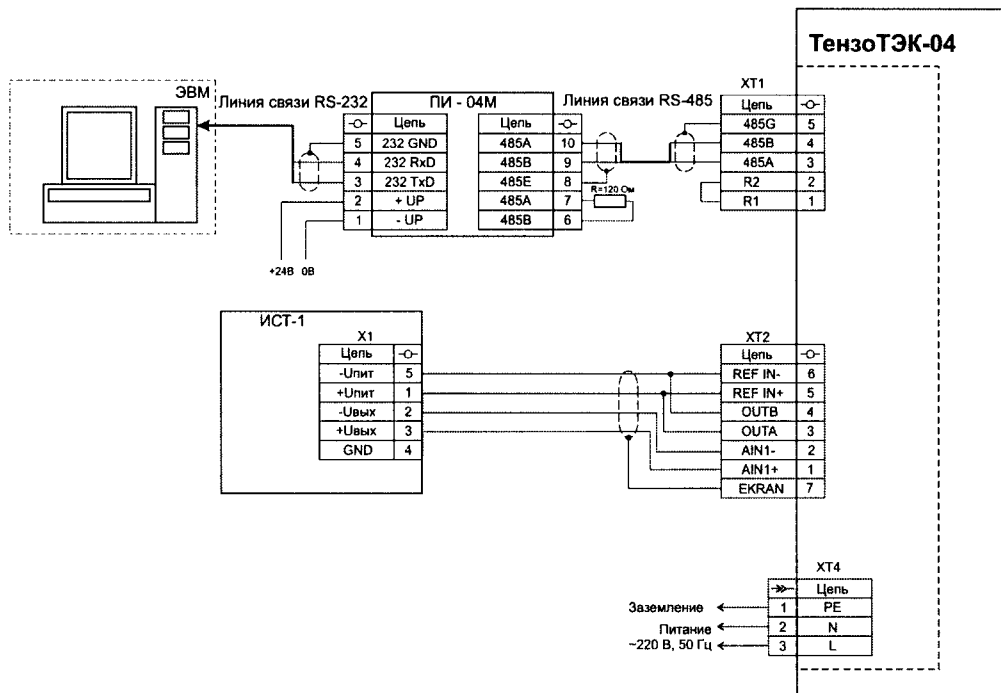 ТензоТЭК-04
ЭВМ
Линия связи RS-232
ПИ - 04М
Цепь Цепь
5 232 GND 485A 10
4 232 RxD 485B 9
3 232 TxD 485E 8
2 + UP 485A 7
1 - UP 485B 6
+24В 0В
Линия связи RS-485
R=120 Ом
XT1
Цепь
485G 5
485B 4
485A 3
R2 2
R1 1
ИСТ-1
X1
Цепь
-Uпит 5
+Uпит 1
-Uвых 2
+Uвых 3
GND 4
XT2
Цепь
REF IN- 6
REF IN+ 5
OUTB 4
OUTA 3
AIN1- 2
AIN1+ 1
EKRAN 7
XT4
Цепь
Заземление 1 PE
Питание 2 N
~220 В, 50 Гц 3 L